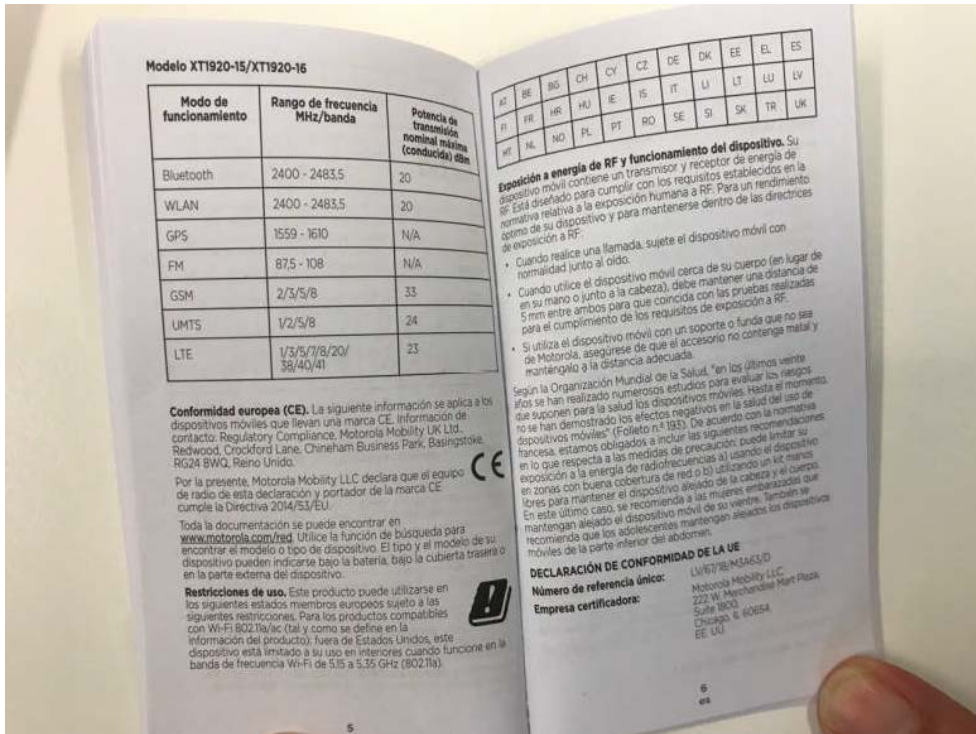 Modelo XT1920-15/XT1920-16
Modo de funcionamiento Rango de frecuencia MHz/banda Potencia de transmisión nominal máxima (conducida) dBm
Bluetooth 2400 - 2483,5 20
WLAN 2400 - 2483,5 20
GPS 1559 - 1610 N/A
FM 87,5 - 108 N/A
GSM 2/3/5/8 33
UMTS 1/2/5/8 24
LTE 1/3/5/7/8/20/ 38/40/41 23
Conformidad europea (CE). La siguiente información se aplica a los
dispositivos móviles que llevan una marca CE. Información de
contacto: Regulatory Compliance, Motorola Mobility UK Ltd.,
Redwood, Crockford Lane, Chineham Business Park, Basingstoke,
RG24 8WQ, Reino Unido.
Por la presente, Motorola Mobility LLC declara que el equipo
de radio de esta declaración y portador de la marca CE
cumple la Directiva 2014/53/EU.
CE
Toda la documentación se puede encontrar en
www.motorola.com/red. Utilice la función de búsqueda para
encontrar el modelo o tipo de dispositivo. El tipo y el modelo de su
dispositivo pueden indicarse bajo la batería, bajo la cubierta trasera o
en la parte externa del dispositivo.
Restricciones de uso. Este producto puede utilizarse en
los siguientes estados miembros europeos sujeto a las
siguientes restricciones. Para los productos compatibles
con Wi-Fi 802.11a/ac (tal y como se define en la
información del producto): fuera de Estados Unidos, este
dispositivo está limitado a su uso en interiores cuando funcione en la
banda de frecuencia Wi-Fi de 5,15 a 5,35 GHz (802.11a).
5
AT BE BG CH CY CZ DE DK EE EL ES
FI FR HR HU IE IS IT LI LT LU LV
MT NL NO PL PT RO SE SI SK TR UK
Exposición a energía de RF y funcionamiento del dispositivo. Su
dispositivo móvil contiene un transmisor y receptor de energía de
RF. Está diseñado para cumplir con los requisitos establecidos en la
normativa relativa a la exposición humana a RF. Para un rendimiento
óptimo de su dispositivo y para mantenerse dentro de las directrices
de exposición a RF:
• Cuando realice una llamada, sujete el dispositivo móvil con
normalidad junto al oído.
• Cuando utilice el dispositivo móvil cerca de su cuerpo (en lugar de
en su mano o junto a la cabeza), debe mantener una distancia de
5 mm entre ambos para que coincida con las pruebas realizadas
para el cumplimiento de los requisitos de exposición a RF.
• Si utiliza el dispositivo móvil con un soporte o funda que no sea
de Motorola, asegúrese de que el accesorio no contenga metal y
manténgalo a la distancia adecuada.
Según la Organización Mundial de la Salud, "en los últimos veinte
años se han realizado numerosos estudios para evaluar los riesgos
que suponen para la salud los dispositivos móviles. Hasta el momento,
no se han demostrado los efectos negativos en la salud del uso de
dispositivos móviles" (Folleto n.º 193). De acuerdo con la normativa
francesa, estamos obligados a incluir las siguientes recomendaciones
en lo que respecta a las medidas de precaución: puede limitar su
exposición a la energía de radiofrecuencias a) usando el dispositivo
en zonas con buena cobertura de red o b) utilizando un kit manos
libres para mantener el dispositivo alejado de la cabeza y el cuerpo.
En este último caso, se recomienda a las mujeres embarazadas que
mantengan alejado el dispositivo móvil de su vientre. También se
recomienda que los adolescentes mantengan alejados los dispositivos
móviles de la parte inferior del abdomen.
DECLARACIÓN DE CONFORMIDAD DE LA UE
Número de referencia único: LV/67/18/M3A63/D
Empresa certificadora: Motorola Mobility LLC
222 W. Merchandise Mart Plaza,
Suite 1800,
Chicago, IL 60654,
EE. UU.
6
es